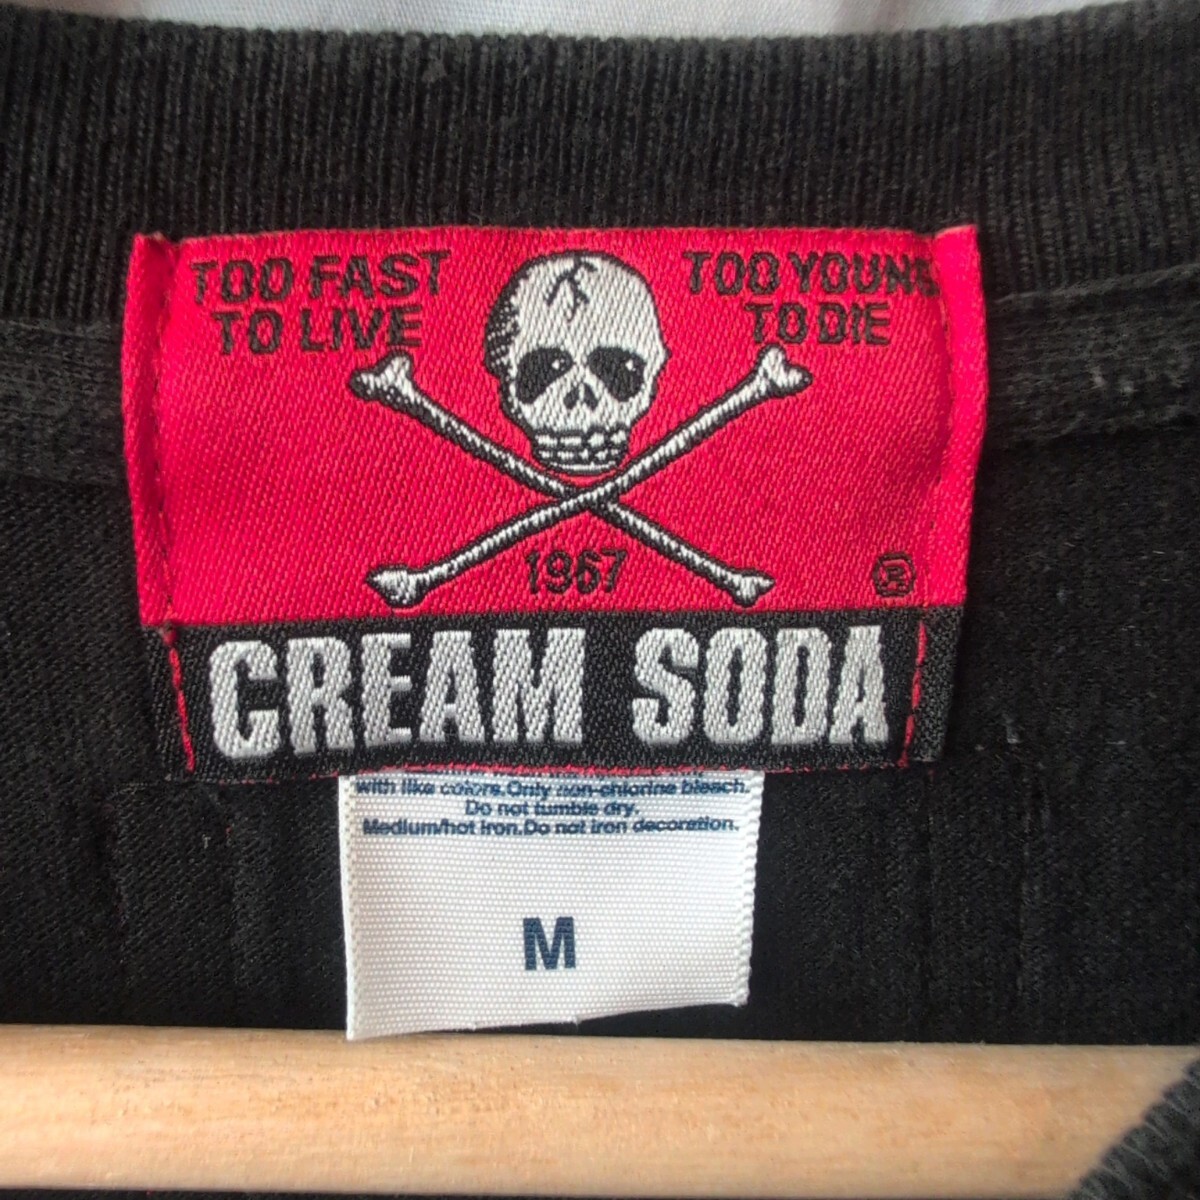 TOO FAST
TO LIVE
TOO YOUNG
TO DIE
1967
®
CREAM SODA
with like colors.Only non-chlorine bleach.
Do not tumble dry.
Medium/hot iron.Do not iron decoration.
M